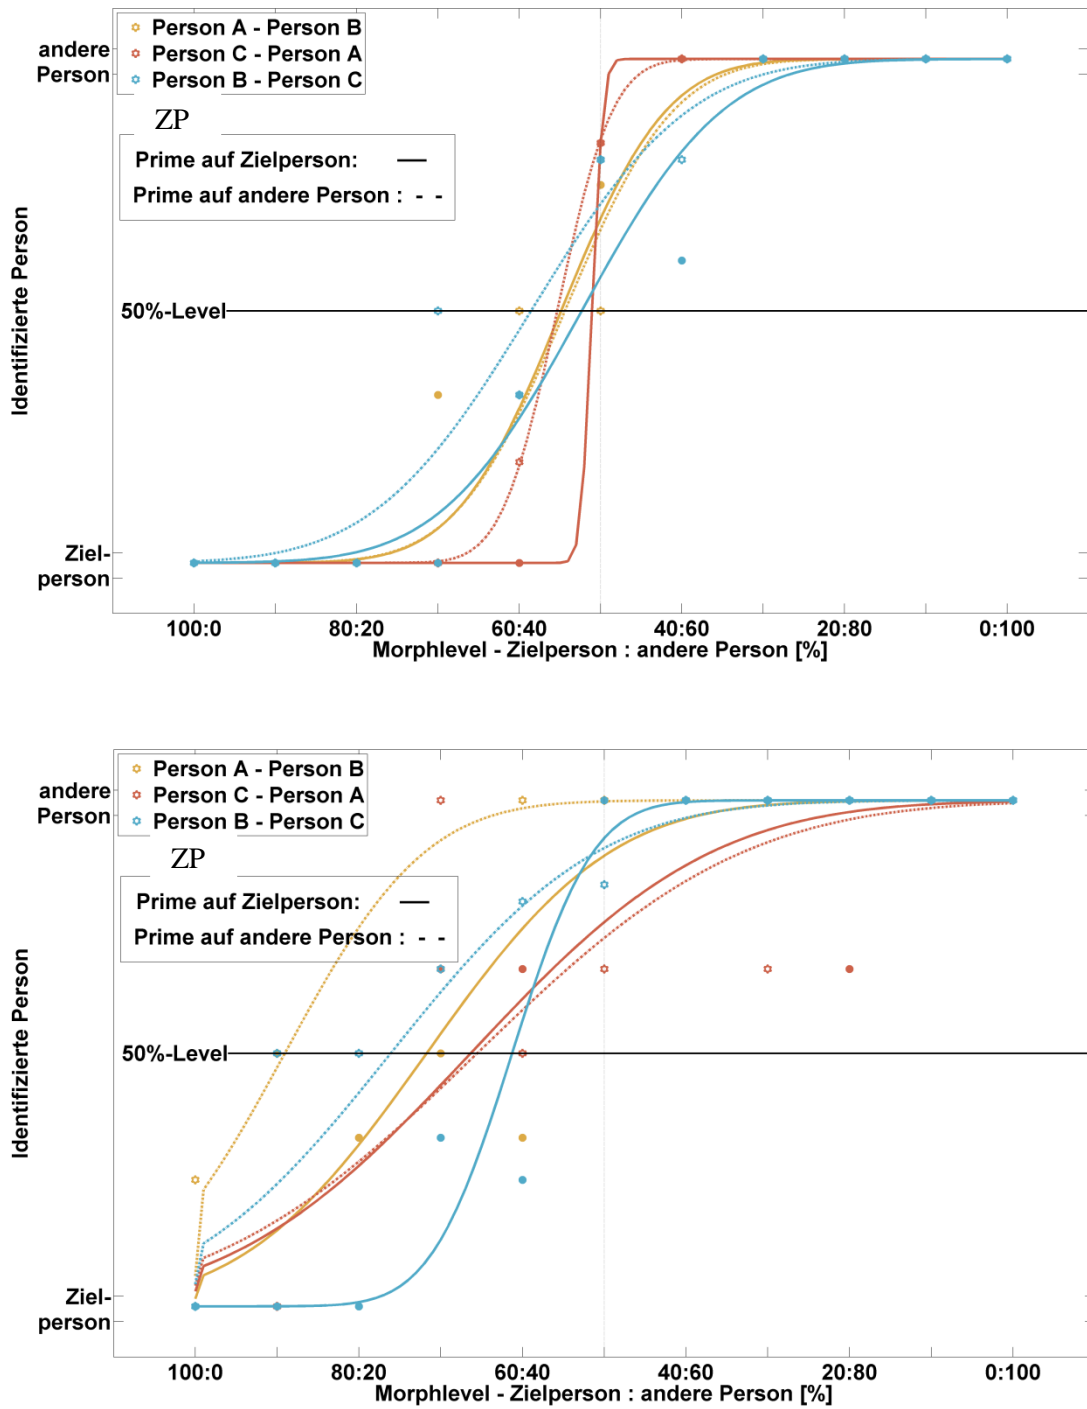 andere
Person
Person A - Person B
Person C - Person A
Person B - Person C
ZP
Prime auf Zielperson:
Prime auf andere Person : - -
Identifizierte Person
50%-Level
Ziel-
person
100:0 80:20 60:40 40:60 20:80 0:100
Morphlevel - Zielperson : andere Person [%]
andere
Person
Person A - Person B
Person C - Person A
Person B - Person C
ZP
Prime auf Zielperson:
Prime auf andere Person : - -
Identifizierte Person
50%-Level
Ziel-
person
100:0 80:20 60:40 40:60 20:80 0:100
Morphlevel - Zielperson : andere Person [%]